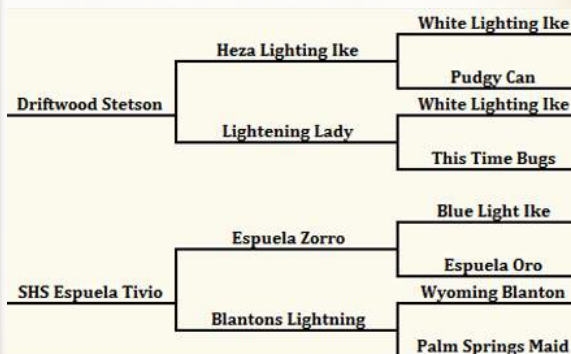 White Lighting Ike
Heza Lighting Ike
Pudgy Can
Driftwood Stetson
White Lighting Ike
Lightening Lady
This Time Bugs
Blue Light Ike
Espuela Zorro
Espuela Oro
SHS Espuela Tivio
Wyoming Blanton
Blantons Lightning
Palm Springs Maid